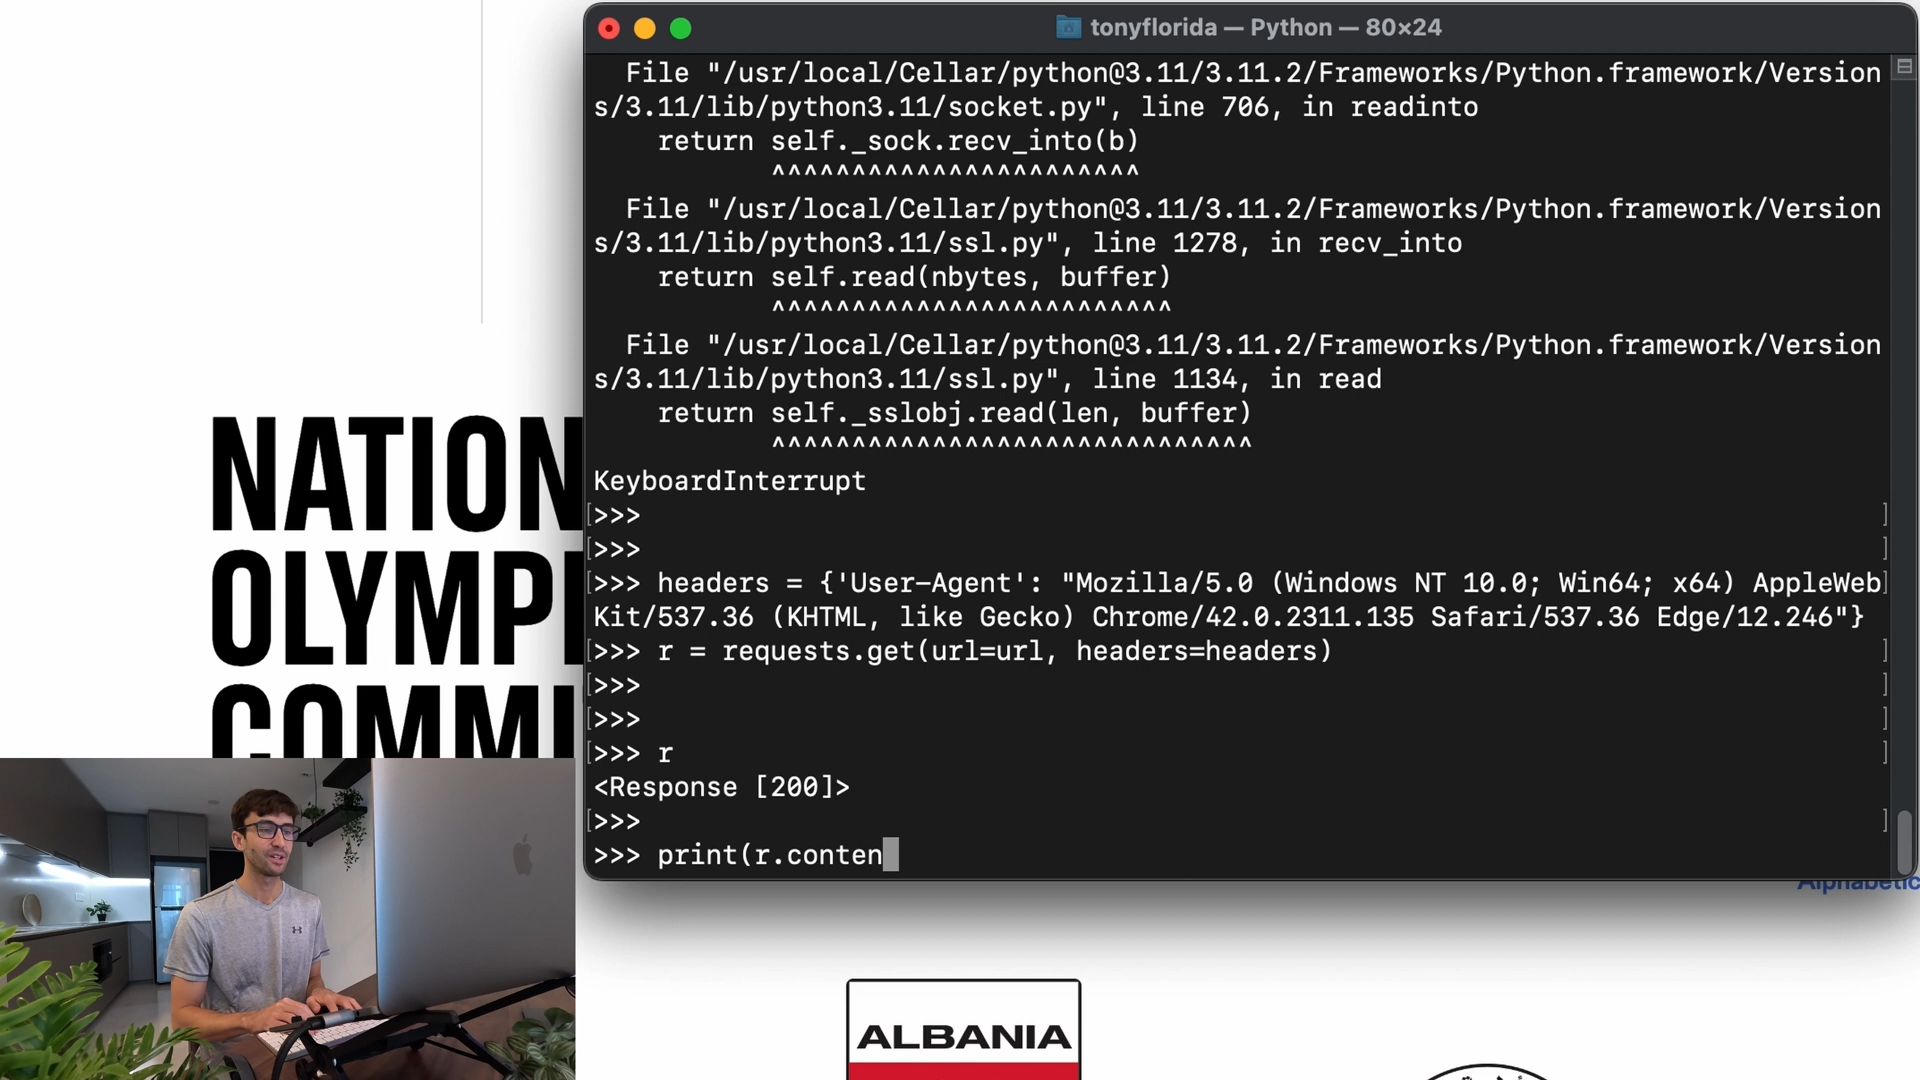 tonyflorida — Python — 80×24
File "/usr/local/Cellar/python@3.11/3.11.2/Frameworks/Python.framework/Version
s/3.11/lib/python3.11/socket.py", line 706, in readinto
return self._sock.recv_into(b)
^^^^^^^^^^^^^^^^^^^^^^^
File "/usr/local/Cellar/python@3.11/3.11.2/Frameworks/Python.framework/Version
s/3.11/lib/python3.11/ssl.py", line 1278, in recv_into
return self.read(nbytes, buffer)
^^^^^^^^^^^^^^^^^^^^^^^^^
File "/usr/local/Cellar/python@3.11/3.11.2/Frameworks/Python.framework/Version
s/3.11/lib/python3.11/ssl.py", line 1134, in read
return self._sslobj.read(len, buffer)
^^^^^^^^^^^^^^^^^^^^^^^^^^^^^^
KeyboardInterrupt
[>>> ]
[>>> ]
[>>> headers = {'User-Agent': "Mozilla/5.0 (Windows NT 10.0; Win64; x64) AppleWeb]
Kit/537.36 (KHTML, like Gecko) Chrome/42.0.2311.135 Safari/537.36 Edge/12.246"}
[>>> r = requests.get(url=url, headers=headers) ]
[>>> ]
[>>> ]
[>>> r ]
<Response [200]>
[>>> ]
>>> print(r.conten
NATION
OLYMP
COMMI
Alphabetic
ALBANIA